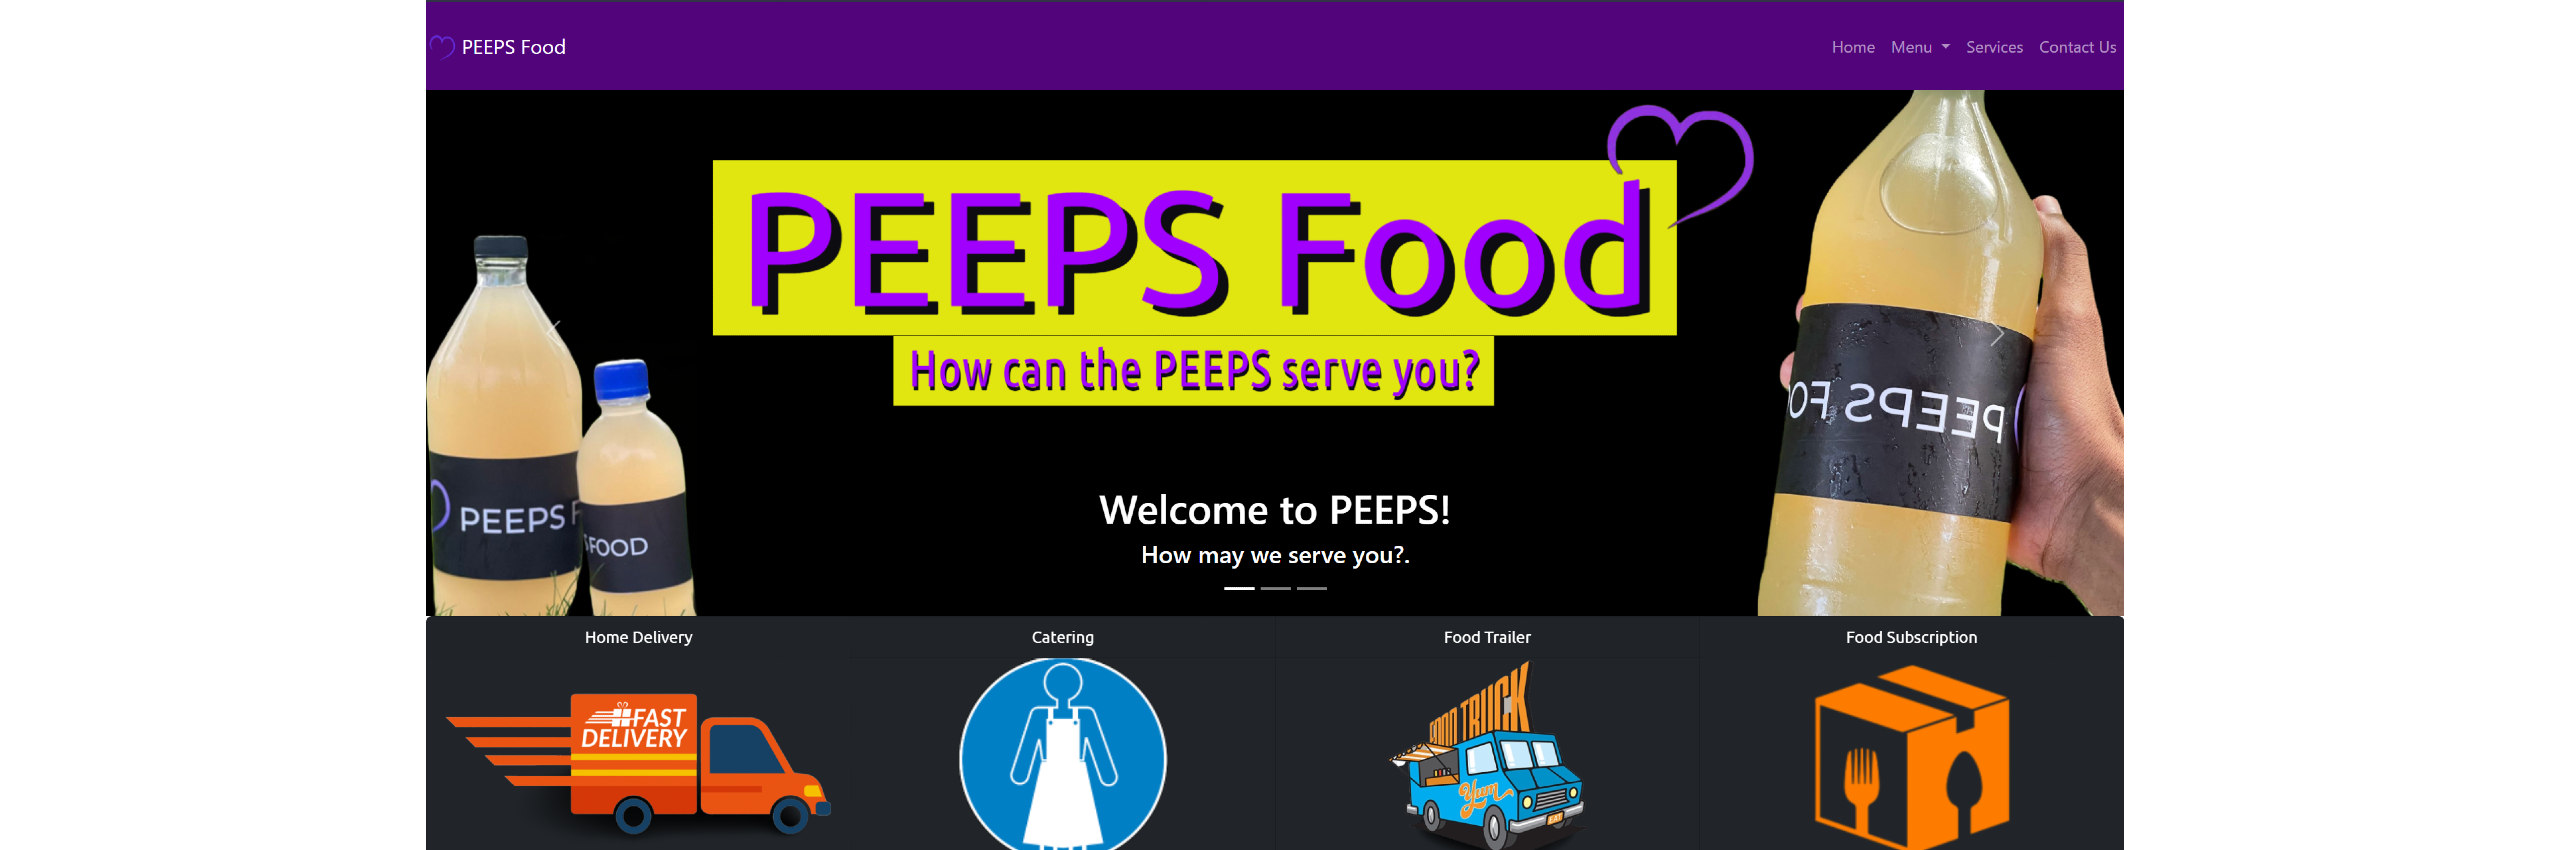 PEEPS Food
Home Menu Services Contact Us
PEEPS Food
How can the PEEPS serve you?
PEEPS F
FOOD
PEEPS FO
Welcome to PEEPS!
How may we serve you?.
Home Delivery
Catering
Food Trailer
Food Subscription
FAST
DELIVERY
FOOD TRUCK
Yum
EAT